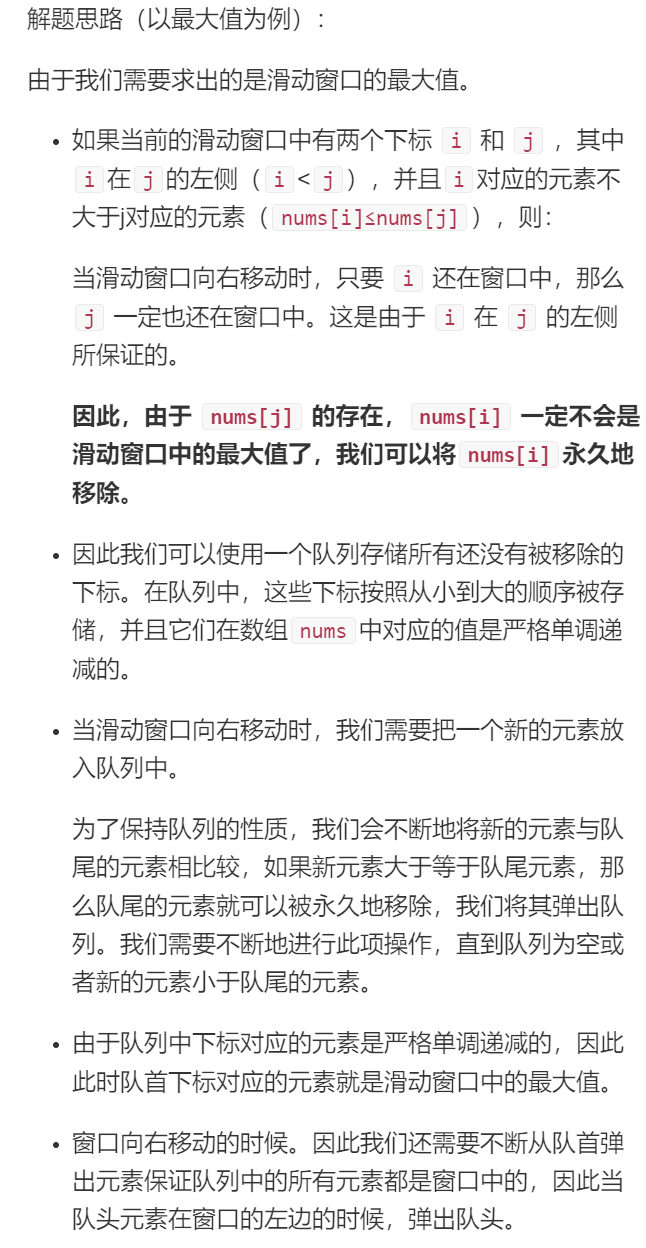 解题思路（以最大值为例）：
由于我们需要求出的是滑动窗口的最大值。
• 如果当前的滑动窗口中有两个下标 i 和 j ，其中
i在j的左侧（i<j），并且i对应的元素不
大于j对应的元素（nums[i]≤nums[j]），则：
当滑动窗口向右移动时，只要 i 还在窗口中，那么
j 一定也还在窗口中。这是由于 i 在 j 的左侧
所保证的。
因此，由于 nums[j] 的存在， nums[i] 一定不会是
滑动窗口中的最大值了，我们可以将nums[i]永久地
移除。
• 因此我们可以使用一个队列存储所有还没有被移除的
下标。在队列中，这些下标按照从小到大的顺序被存
储，并且它们在数组nums中对应的值是严格单调递
减的。
• 当滑动窗口向右移动时，我们需要把一个新的元素放
入队列中。
为了保持队列的性质，我们会不断地将新的元素与队
尾的元素相比较，如果新元素大于等于队尾元素，那
么队尾的元素就可以被永久地移除，我们将其弹出队
列。我们需要不断地进行此项操作，直到队列为空或
者新的元素小于队尾的元素。
• 由于队列中下标对应的元素是严格单调递减的，因此
此时队首下标对应的元素就是滑动窗口中的最大值。
• 窗口向右移动的时候。因此我们还需要不断从队首弹
出元素保证队列中的所有元素都是窗口中的，因此当
队头元素在窗口的左边的时候，弹出队头。